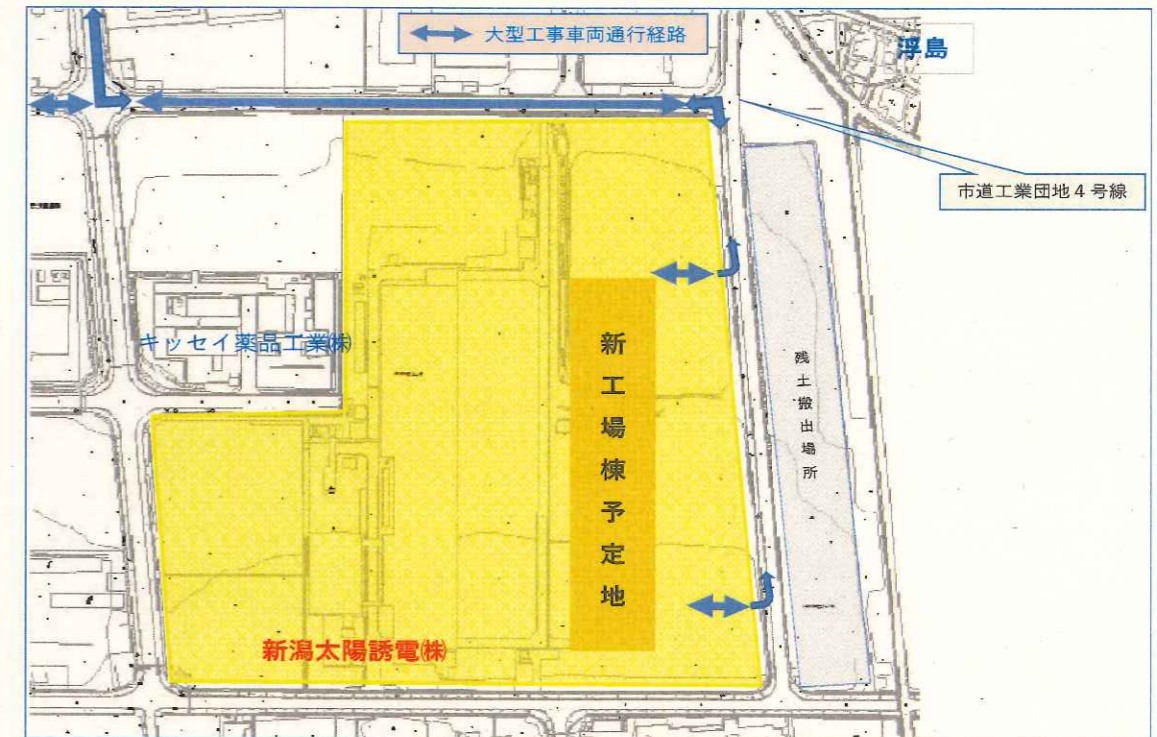 大型工事車両通行経路
浮島
市道工業団地4号線
キッセイ薬品工業㈱
新工場棟予定地
残土搬出場所
新潟太陽誘電㈱